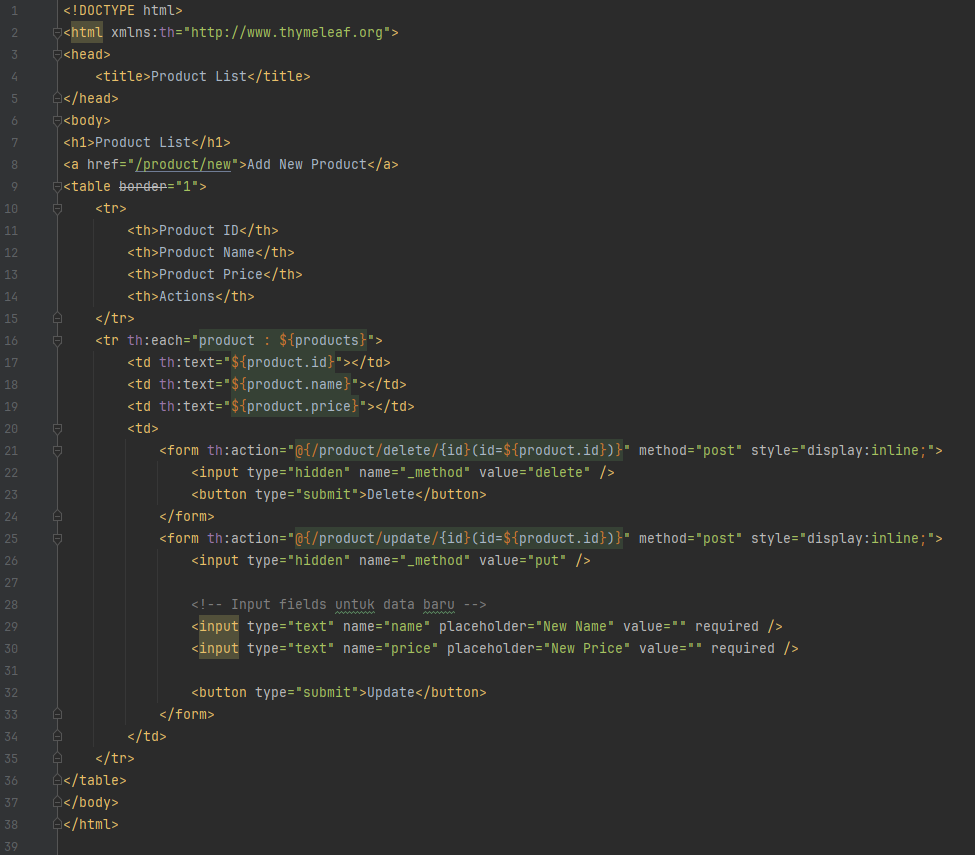 1 <!DOCTYPE html>
2 <html xmlns:th="http://www.thymeleaf.org">
3 <head>
4     <title>Product List</title>
5 </head>
6 <body>
7 <h1>Product List</h1>
8 <a href="/product/new">Add New Product</a>
9 <table border="1">
10     <tr>
11         <th>Product ID</th>
12         <th>Product Name</th>
13         <th>Product Price</th>
14         <th>Actions</th>
15     </tr>
16     <tr th:each="product : ${products}">
17         <td th:text="${product.id}"></td>
18         <td th:text="${product.name}"></td>
19         <td th:text="${product.price}"></td>
20         <td>
21             <form th:action="@{/product/delete/{id}(id=${product.id})}" method="post" style="display:inline;">
22                 <input type="hidden" name="_method" value="delete" />
23                 <button type="submit">Delete</button>
24             </form>
25             <form th:action="@{/product/update/{id}(id=${product.id})}" method="post" style="display:inline;">
26                 <input type="hidden" name="_method" value="put" />
27
28                 <!-- Input fields untuk data baru -->
29                 <input type="text" name="name" placeholder="New Name" value="" required />
30                 <input type="text" name="price" placeholder="New Price" value="" required />
31
32                 <button type="submit">Update</button>
33             </form>
34         </td>
35     </tr>
36 </table>
37 </body>
38 </html>
39